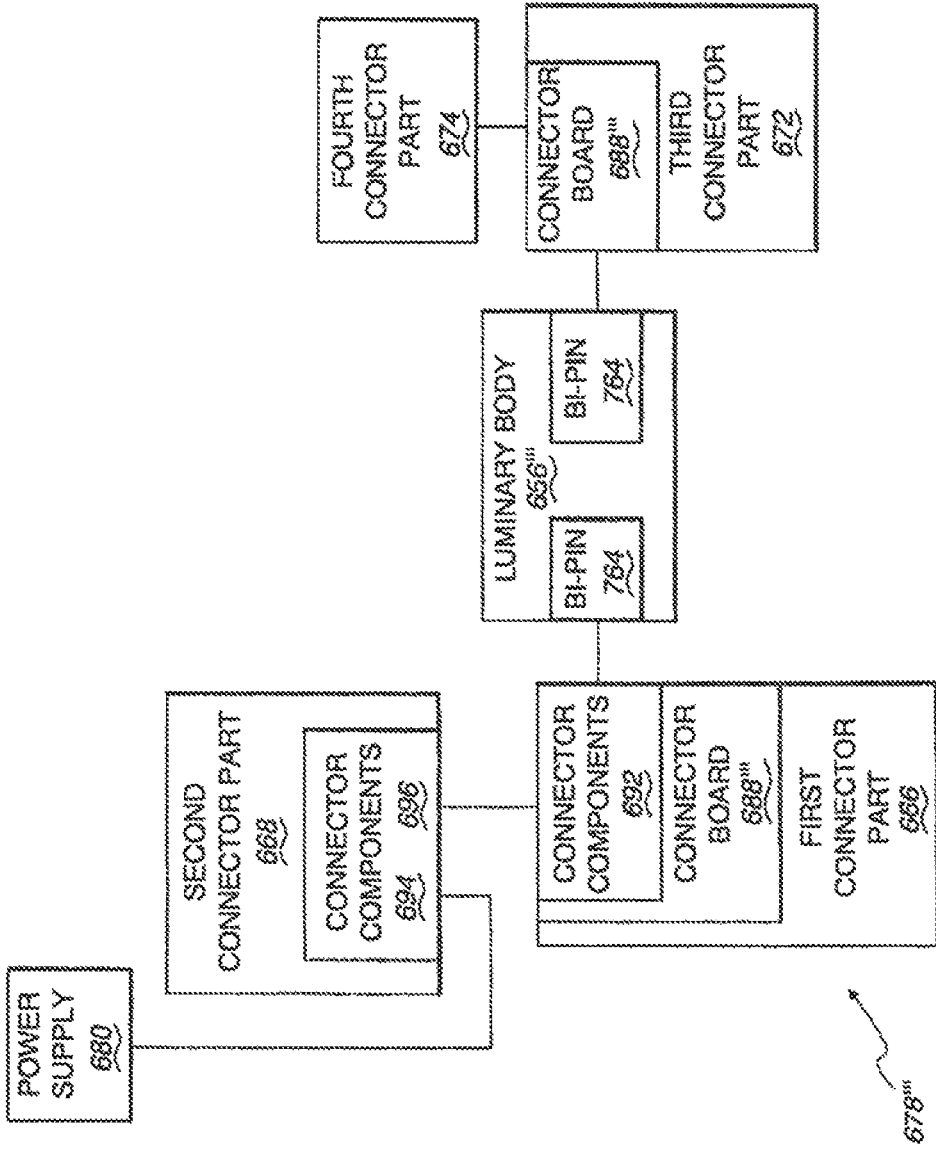 POWER
SUPPLY
680
SECOND
CONNECTOR PART
668
CONNECTOR
COMPONENTS
694 696
FOURTH
CONNECTOR
PART
674
CONNECTOR
COMPONENTS
692
CONNECTOR
BOARD
688'''
FIRST
CONNECTOR
PART
666
LUMINARY BODY
656'''
BI-PIN
764
BI-PIN
764
CONNECTOR
BOARD
688'''
THIRD
CONNECTOR
PART
672
678'''